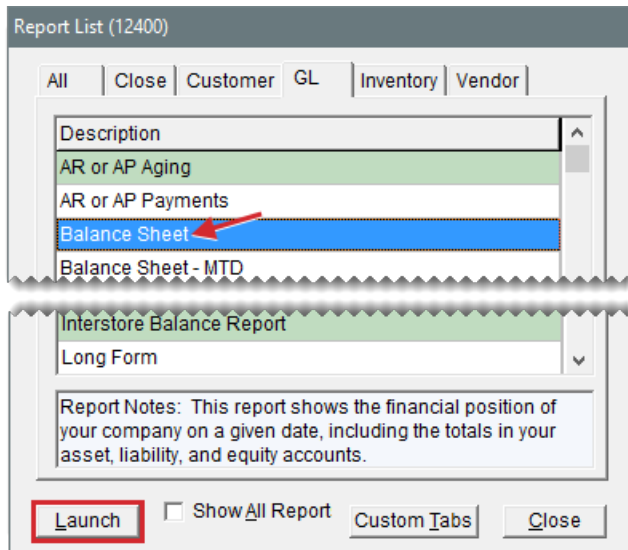 Report List (12400)
All Close Customer GL Inventory Vendor
Description
AR or AP Aging
AR or AP Payments
Balance Sheet
Balance Sheet - MTD
Interstore Balance Report
Long Form
Report Notes:  This report shows the financial position of
your company on a given date, including the totals in your
asset, liability, and equity accounts.
Launch Show All Report Custom Tabs Close